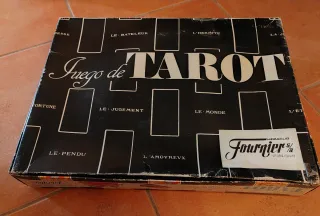 LE·BATELEUR
L'HERMITE
Juego de TAROT
FORTUNE
LE·JUGEMENT
LE·MONDE
Fournier
LE·PENDU
L'AMOUREUX